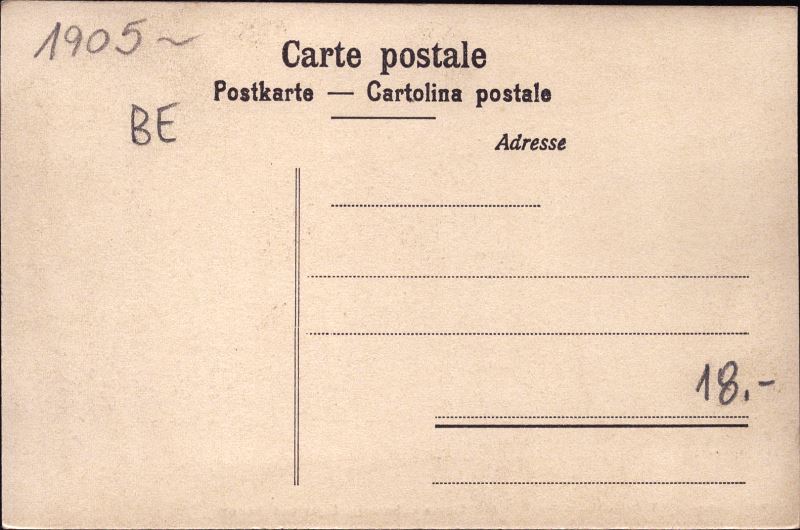 1905~
Carte postale
Postkarte — Cartolina postale
BE
Adresse
18.-